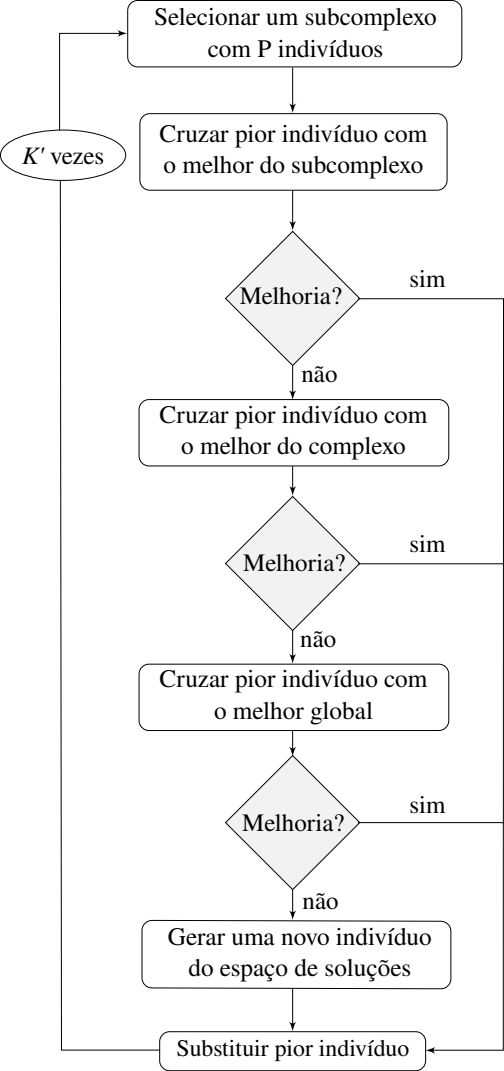 Selecionar um subcomplexo
com P indivíduos
K′ vezes
Cruzar pior indivíduo com
o melhor do subcomplexo
Melhoria?
sim
não
Cruzar pior indivíduo com
o melhor do complexo
Melhoria?
sim
não
Cruzar pior indivíduo com
o melhor global
Melhoria?
sim
não
Gerar uma novo indivíduo
do espaço de soluções
Substituir pior indivíduo